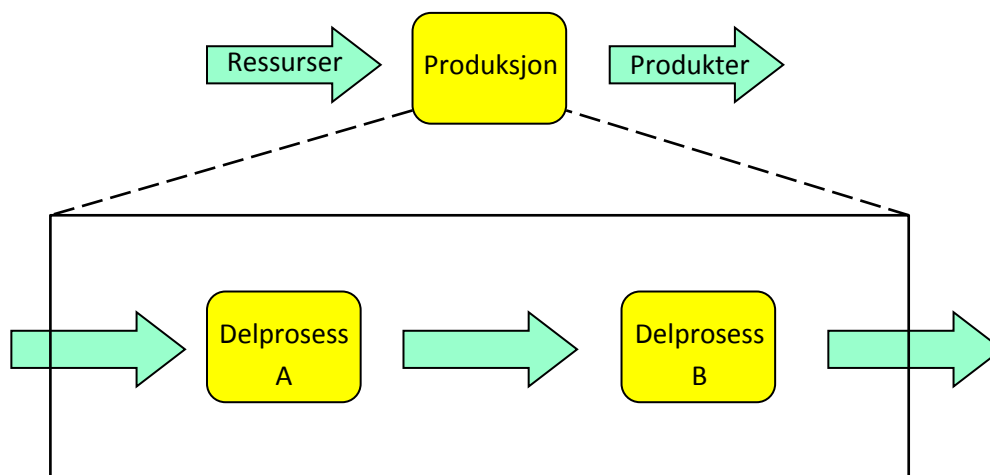 Ressurser
Produksjon
Produkter
Delprosess
A
Delprosess
B